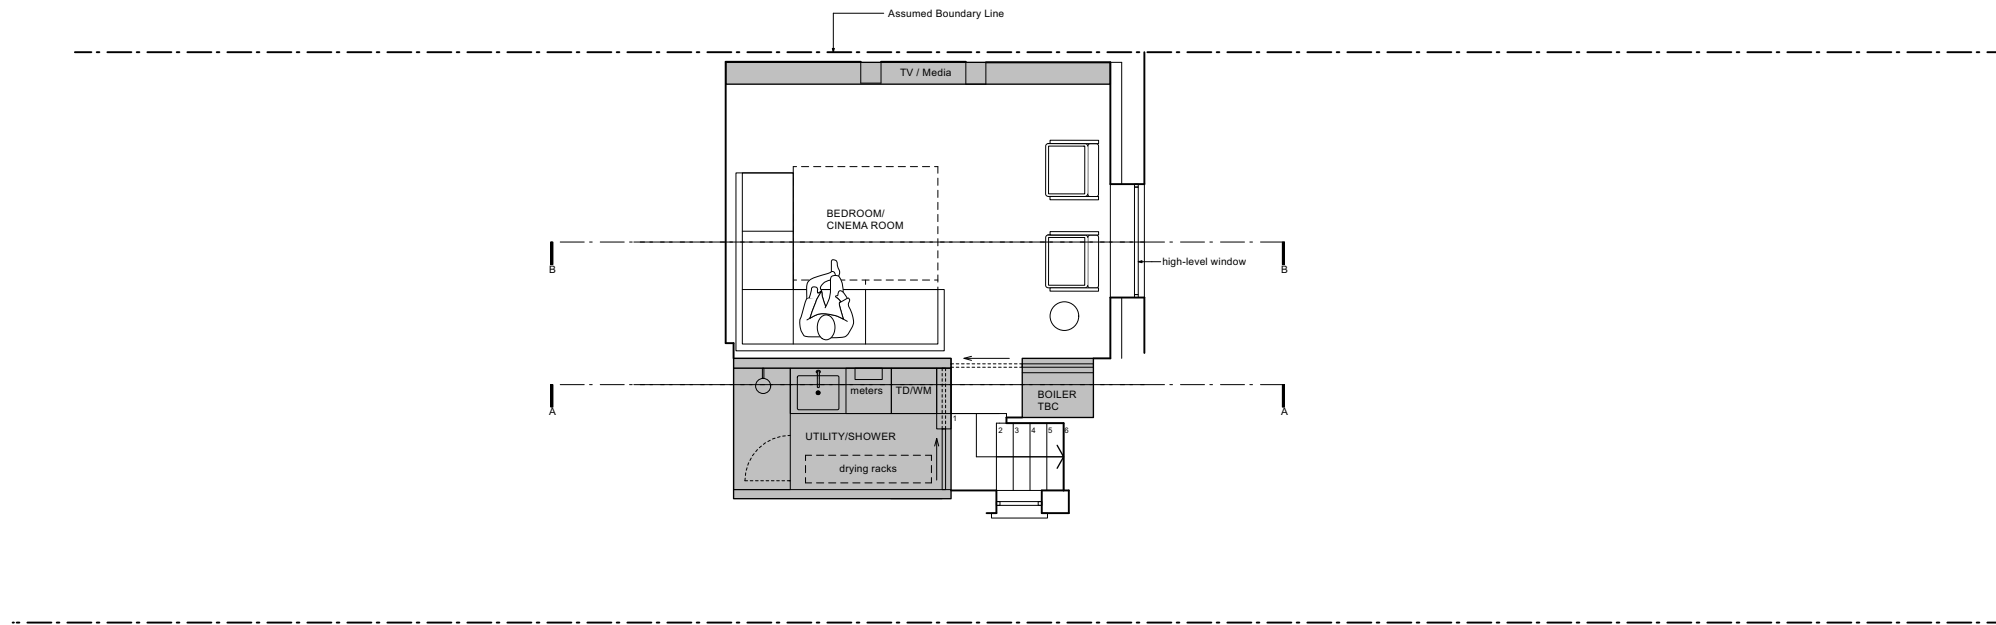 Assumed Boundary Line
TV / Media
BEDROOM/
CINEMA ROOM
B
B
high-level window
meters
TD/WM
BOILER
TBC
A
A
1
2
3
4
5
6
UTILITY/SHOWER
drying racks